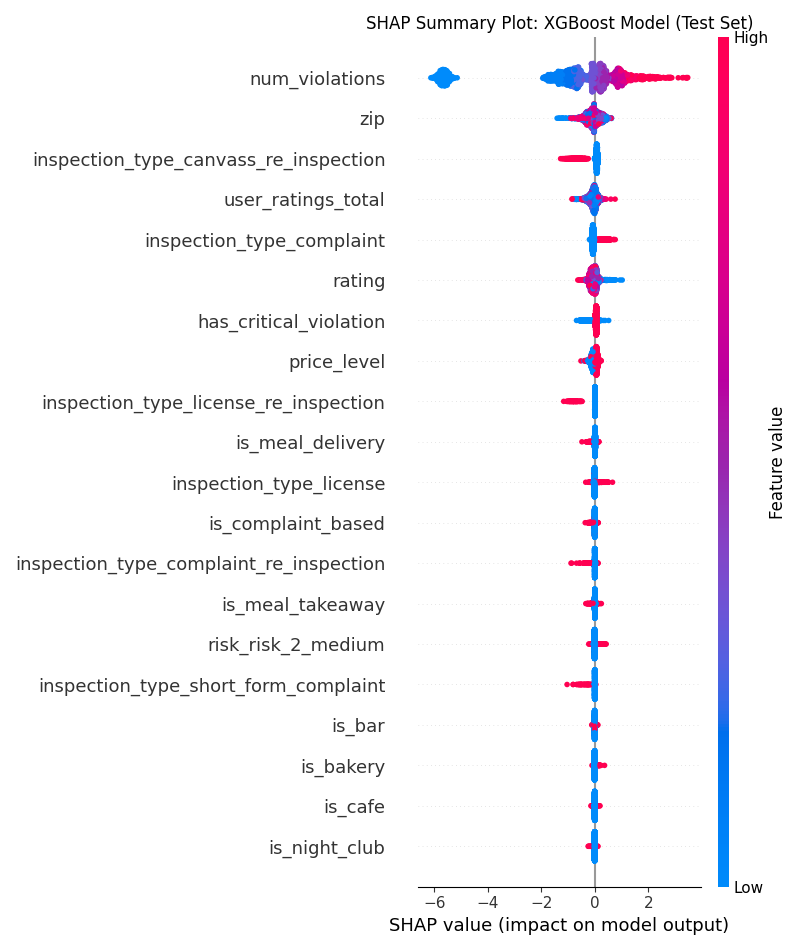 SHAP Summary Plot: XGBoost Model (Test Set)
High
num_violations
zip
inspection_type_canvass_re_inspection
user_ratings_total
inspection_type_complaint
rating
has_critical_violation
price_level
inspection_type_license_re_inspection
is_meal_delivery
inspection_type_license
is_complaint_based
inspection_type_complaint_re_inspection
is_meal_takeaway
risk_risk_2_medium
inspection_type_short_form_complaint
is_bar
is_bakery
is_cafe
is_night_club
Feature value
Low
−6 −4 −2 0 2
SHAP value (impact on model output)